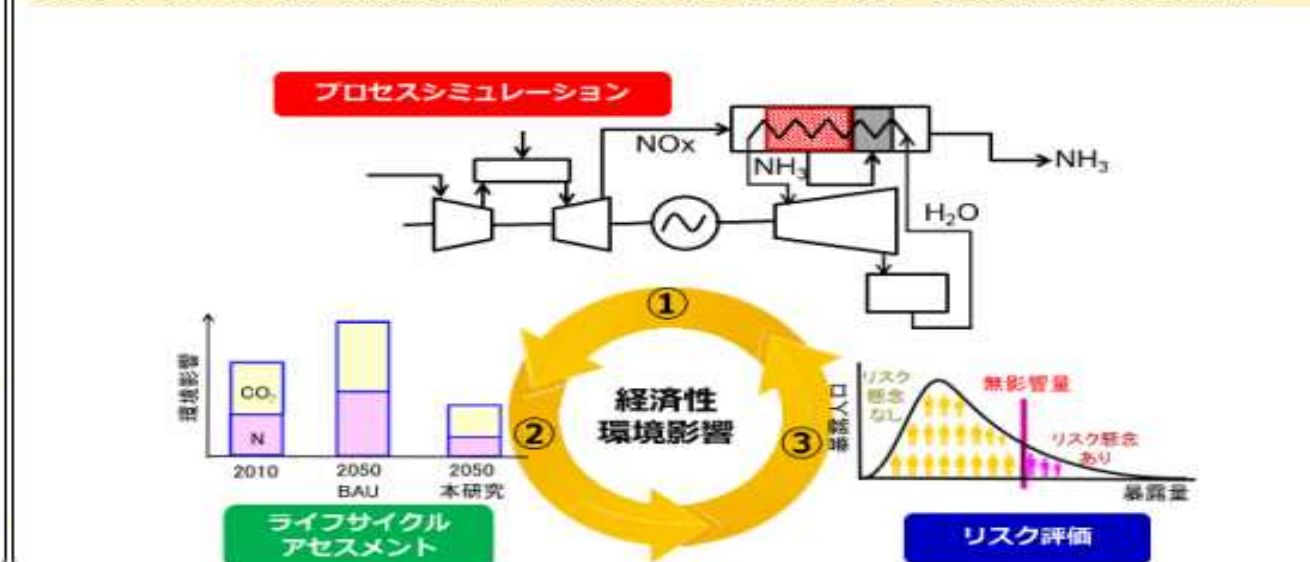 プロセスシミュレーション
NOx
NH₃
NH₃
H₂O
①
②
③
経済性
環境影響
環境影響
CO₂
N
2010
2050
BAU
2050
本研究
ライフサイクル
アセスメント
リスク
懸念
なし
無影響量
リスク懸念
あり
暴露人口
暴露量
リスク評価